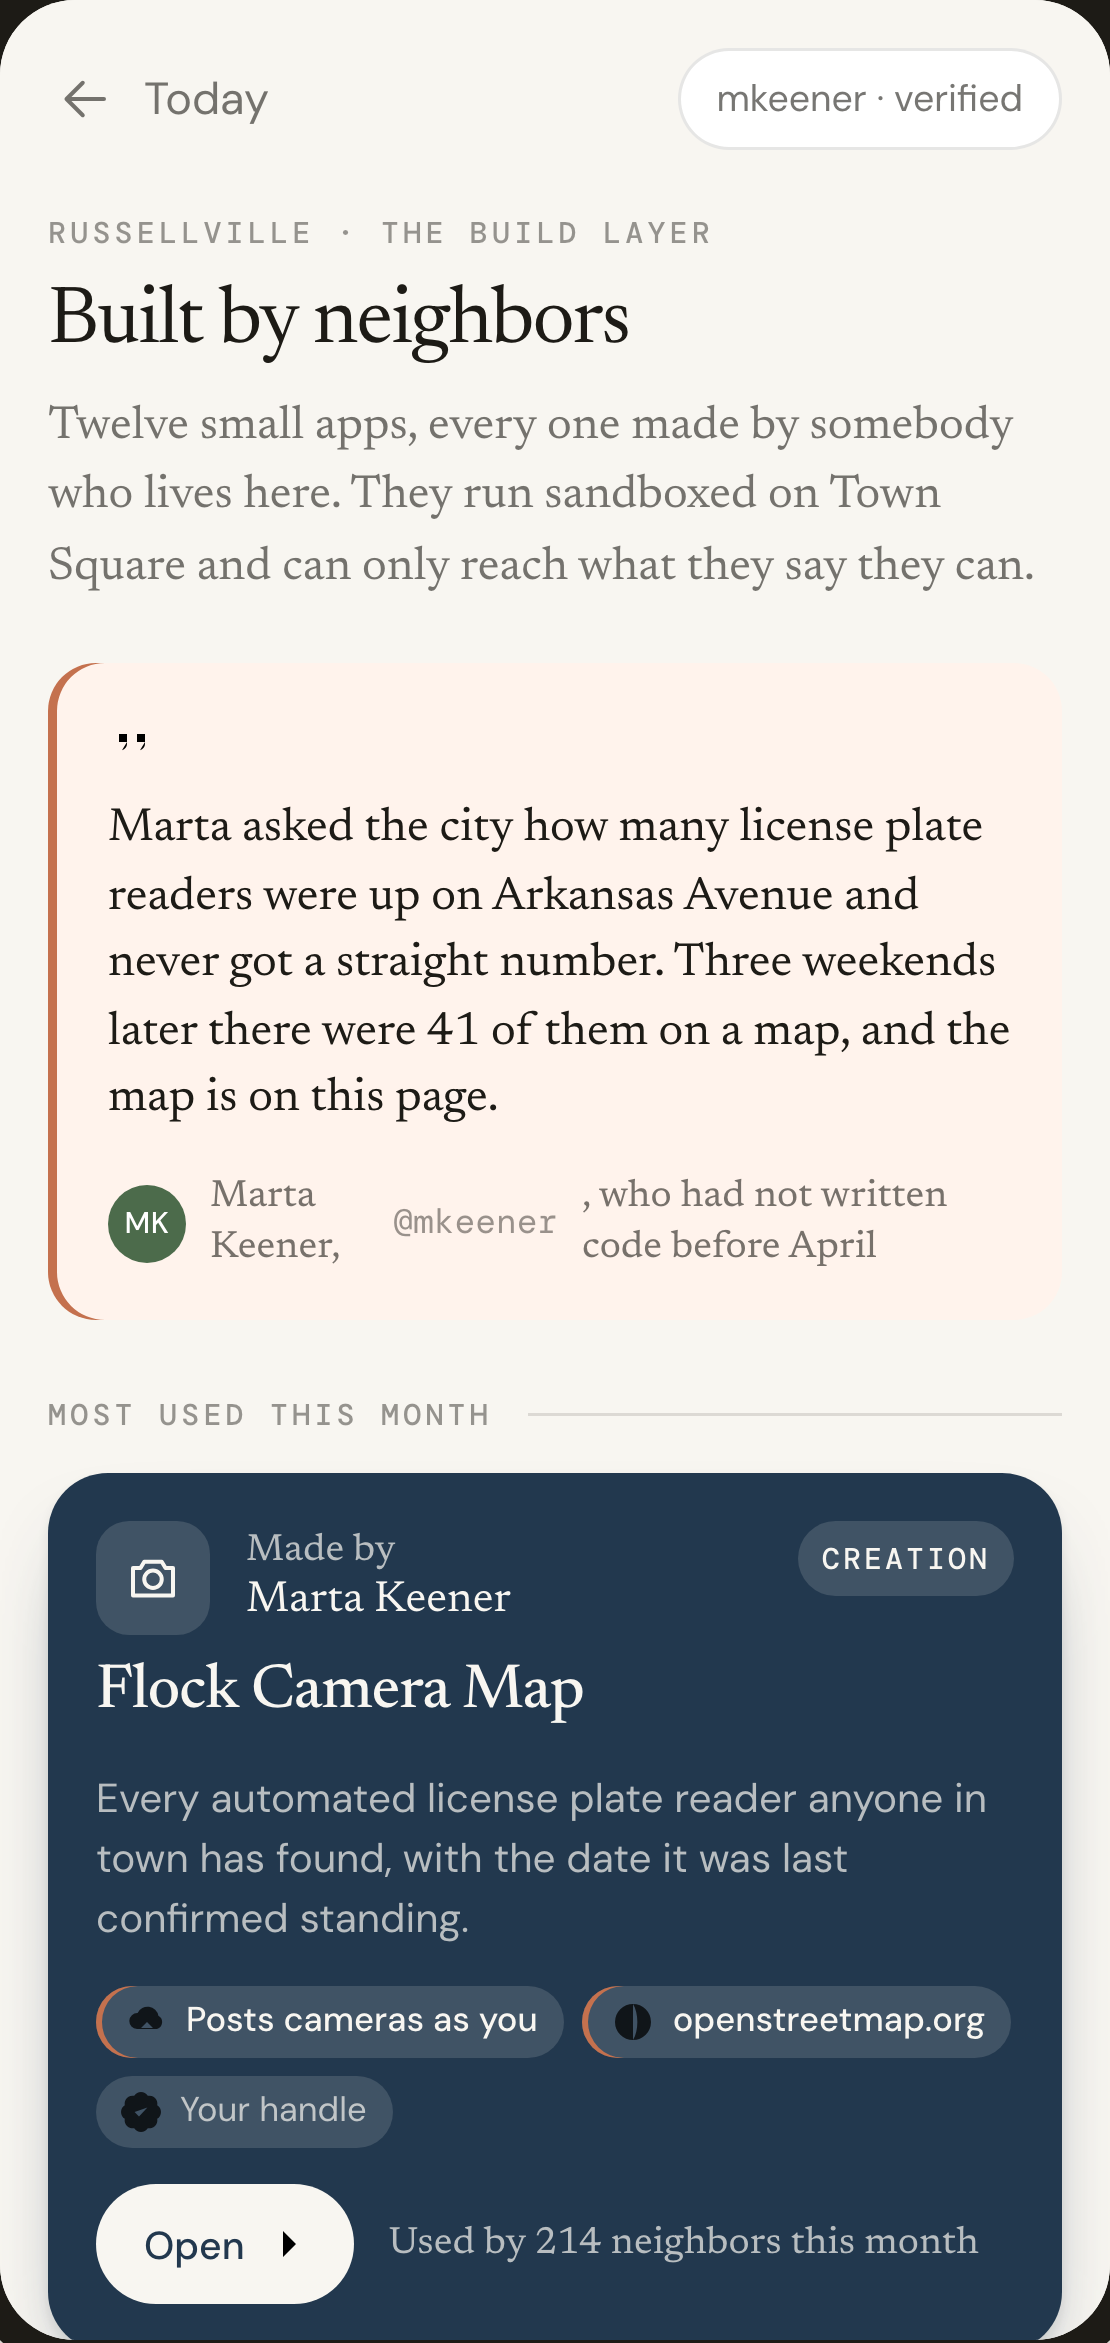 Today
mkeener · verified
RUSSELLVILLE · THE BUILD LAYER
Built by neighbors
Twelve small apps, every one made by somebody
who lives here. They run sandboxed on Town
Square and can only reach what they say they can.
”
Marta asked the city how many license plate
readers were up on Arkansas Avenue and
never got a straight number. Three weekends
later there were 41 of them on a map, and the
map is on this page.
MK
Marta
Keener,
@mkeener
, who had not written
code before April
MOST USED THIS MONTH
Made by
Marta Keener
CREATION
Flock Camera Map
Every automated license plate reader anyone in
town has found, with the date it was last
confirmed standing.
Posts cameras as you
openstreetmap.org
Your handle
Open
Used by 214 neighbors this month